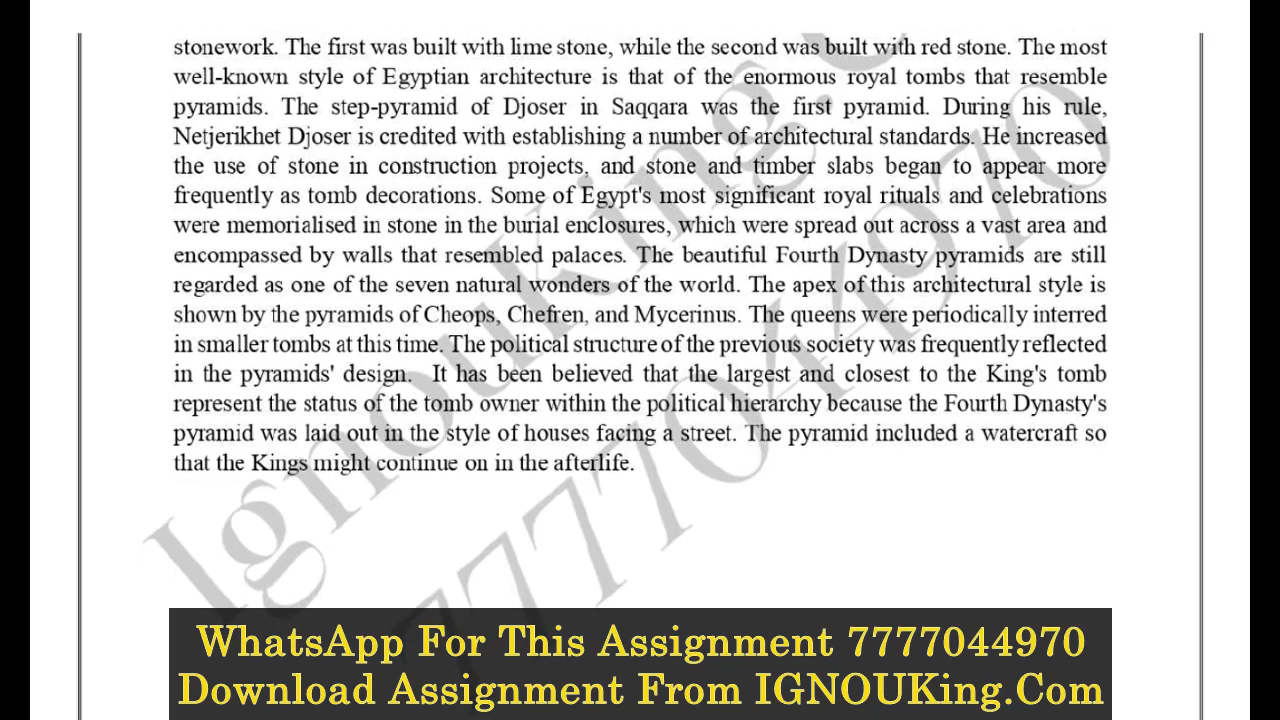 stonework. The first was built with lime stone, while the second was built with red stone. The most
well-known style of Egyptian architecture is that of the enormous royal tombs that resemble
pyramids. The step-pyramid of Djoser in Saqqara was the first pyramid. During his rule,
Netjerikhet Djoser is credited with establishing a number of architectural standards. He increased
the use of stone in construction projects, and stone and timber slabs began to appear more
frequently as tomb decorations. Some of Egypt's most significant royal rituals and celebrations
were memorialised in stone in the burial enclosures, which were spread out across a vast area and
encompassed by walls that resembled palaces. The beautiful Fourth Dynasty pyramids are still
regarded as one of the seven natural wonders of the world. The apex of this architectural style is
shown by the pyramids of Cheops, Chefren, and Mycerinus. The queens were periodically interred
in smaller tombs at this time. The political structure of the previous society was frequently reflected
in the pyramids' design. It has been believed that the largest and closest to the King's tomb
represent the status of the tomb owner within the political hierarchy because the Fourth Dynasty's
pyramid was laid out in the style of houses facing a street. The pyramid included a watercraft so
that the Kings might continue on in the afterlife.
IgnouKing.c
7777044970
WhatsApp For This Assignment 7777044970
Download Assignment From IGNOUKing.Com